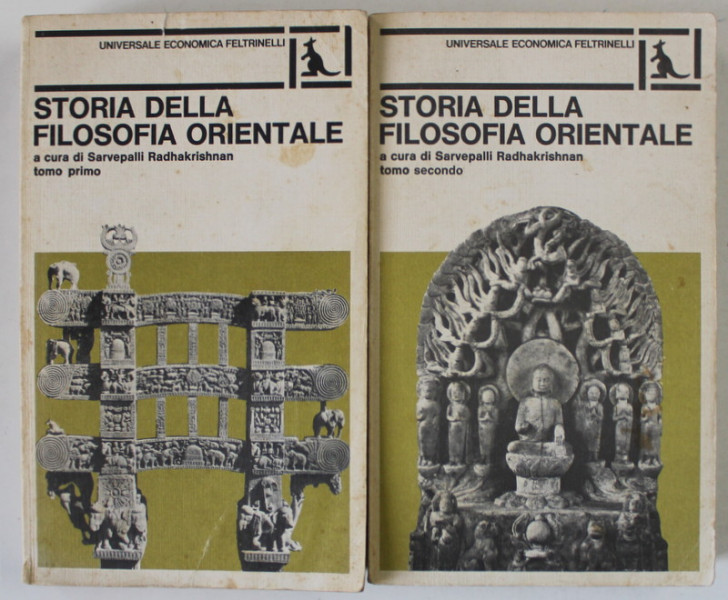 UNIVERSALE ECONOMICA FELTRINELLI
STORIA DELLA
FILOSOFIA ORIENTALE
a cura di Sarvepalli Radhakrishnan
tomo primo
UNIVERSALE ECONOMICA FELTRINELLI
STORIA DELLA
FILOSOFIA ORIENTALE
a cura di Sarvepalli Radhakrishnan
tomo secondo